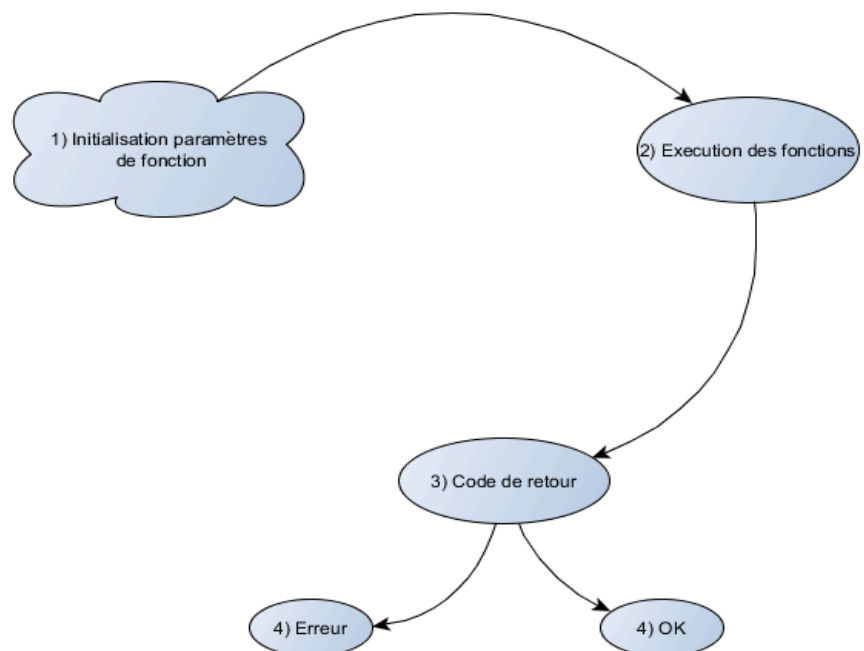 1) Initialisation paramètres
de fonction
2) Execution des fonctions
3) Code de retour
4) Erreur
4) OK